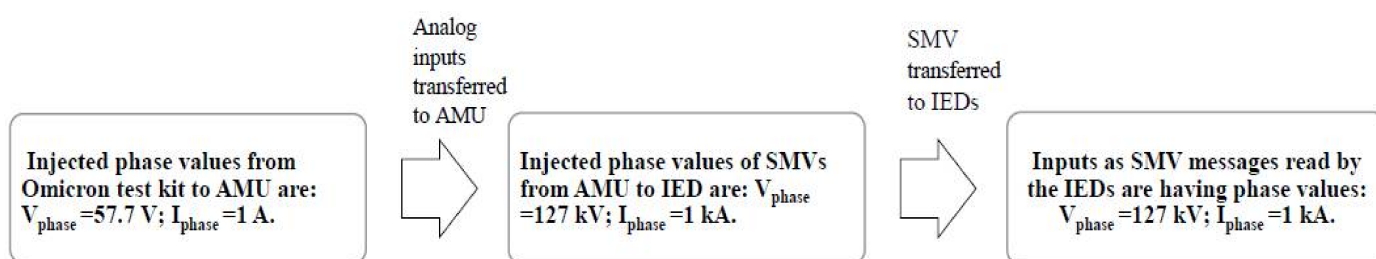 Analog
inputs
transferred
to AMU
SMV
transferred
to IEDs
Injected phase values from
Omicron test kit to AMU are:
Vphase =57.7 V; Iphase =1 A.
Injected phase values of SMVs
from AMU to IED are: Vphase
=127 kV; Iphase =1 kA.
Inputs as SMV messages read by
the IEDs are having phase values:
Vphase =127 kV; Iphase =1 kA.